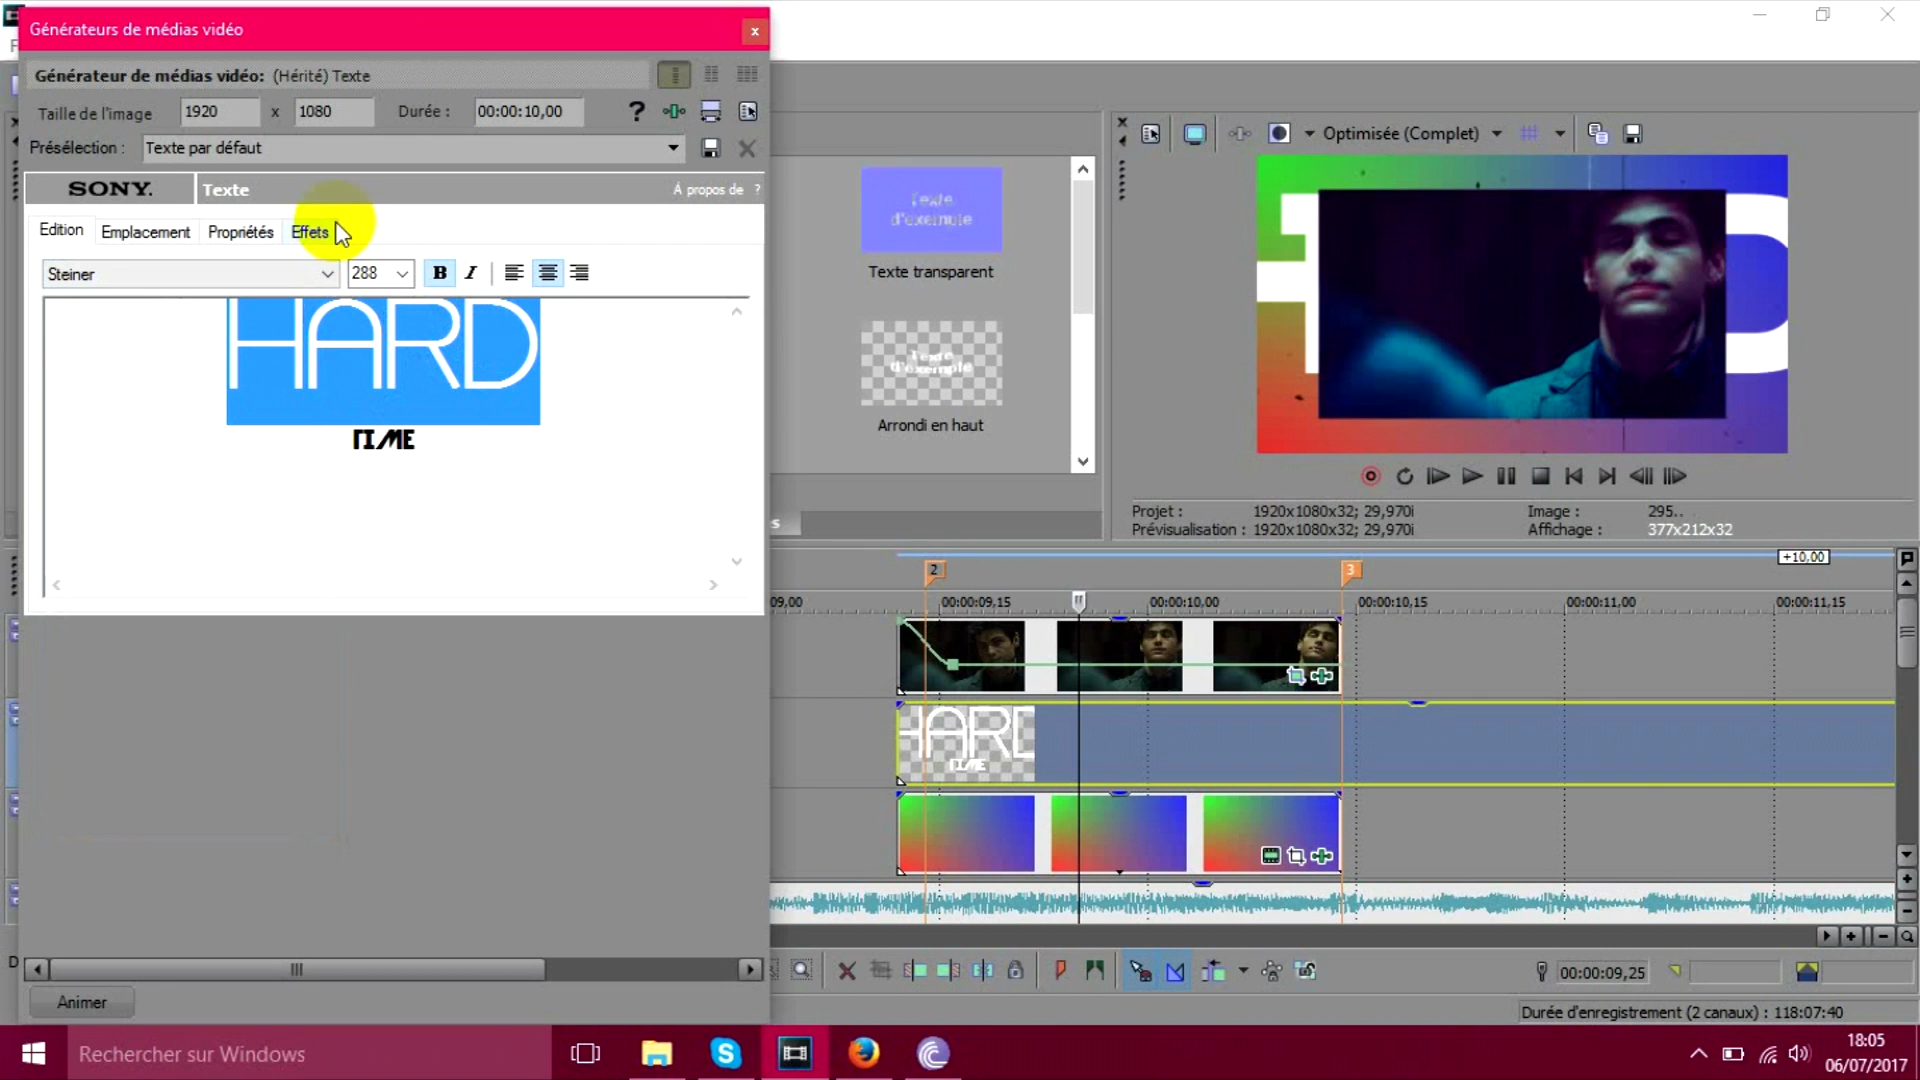 Générateurs de médias vidéo
x
Générateur de médias vidéo: (Hérité) Texte
Taille de l'image 1920 x 1080 Durée : 00:00:10,00 ?
Présélection : Texte par défaut
SONY. Texte À propos de ?
Edition Emplacement Propriétés Effets
Steiner 288 B I
HARD
TIME
Animer
Texte d'exemple
Texte transparent
Texte d'exemple
Arrondi en haut
s
Optimisée (Complet)
Projet : 1920x1080x32; 29,970i Image : 295..
Prévisualisation : 1920x1080x32; 29,970i Affichage : 377x212x32
+10,00
2 3
09,00 00:00:09,15 00:00:10,00 00:00:10,15 00:00:11,00 00:00:11,15
HARD
TIME
D
00:00:09,25
Durée d'enregistrement (2 canaux) : 118:07:40
Rechercher sur Windows
18:05
06/07/2017